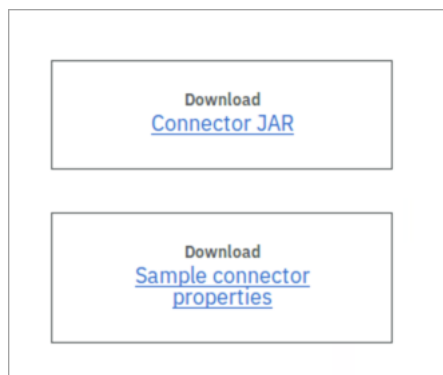 Download
Connector JAR
Download
Sample connector
properties